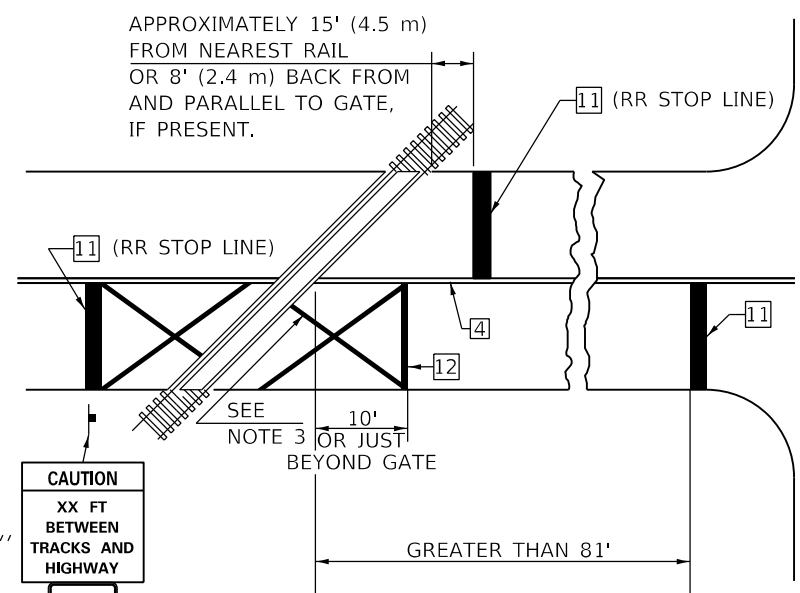 APPROXIMATELY 15' (4.5 m)
FROM NEAREST RAIL
OR 8' (2.4 m) BACK FROM
AND PARALLEL TO GATE,
IF PRESENT.
11 (RR STOP LINE)
11 (RR STOP LINE)
4
11
12
SEE
NOTE 3
10'
OR JUST
BEYOND GATE
CAUTION
XX FT
BETWEEN
TRACKS AND
HIGHWAY
"
GREATER THAN 81'